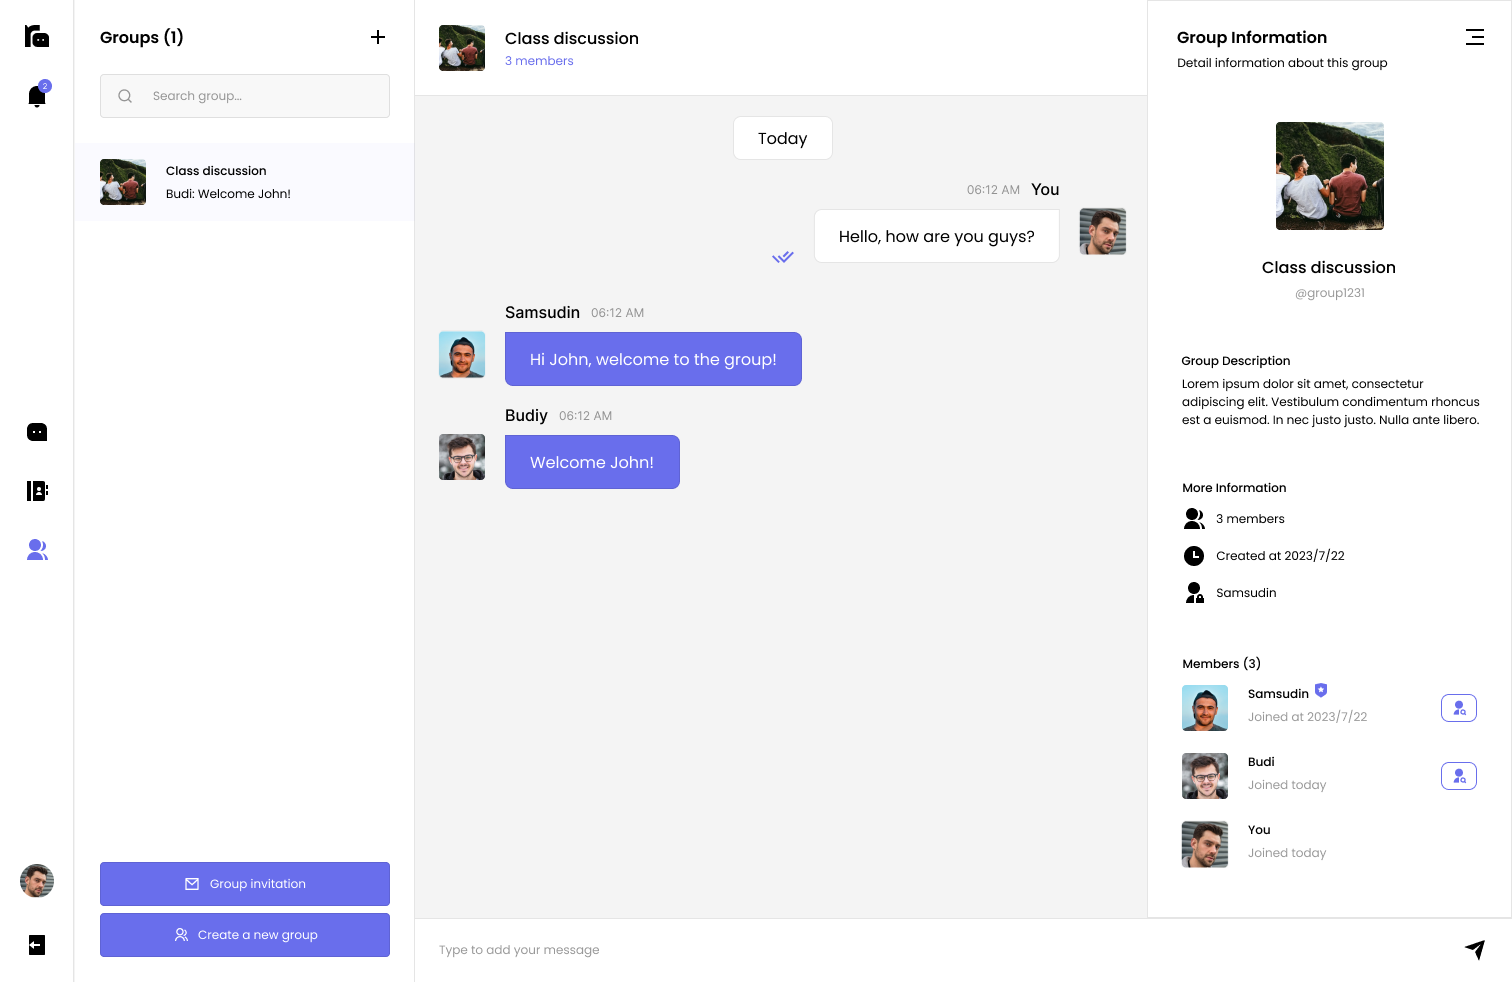 2
Groups (1)
Search group...
Class discussion
Budi: Welcome John!
Group invitation
Create a new group
Class discussion
3 members
Today
06:12 AM You
Hello, how are you guys?
Samsudin 06:12 AM
Hi John, welcome to the group!
Budiy 06:12 AM
Welcome John!
Type to add your message
Group Information
Detail information about this group
Class discussion
@group1231
Group Description
Lorem ipsum dolor sit amet, consectetur
adipiscing elit. Vestibulum condimentum rhoncus
est a euismod. In nec justo justo. Nulla ante libero.
More Information
3 members
Created at 2023/7/22
Samsudin
Members (3)
Samsudin
Joined at 2023/7/22
Budi
Joined today
You
Joined today